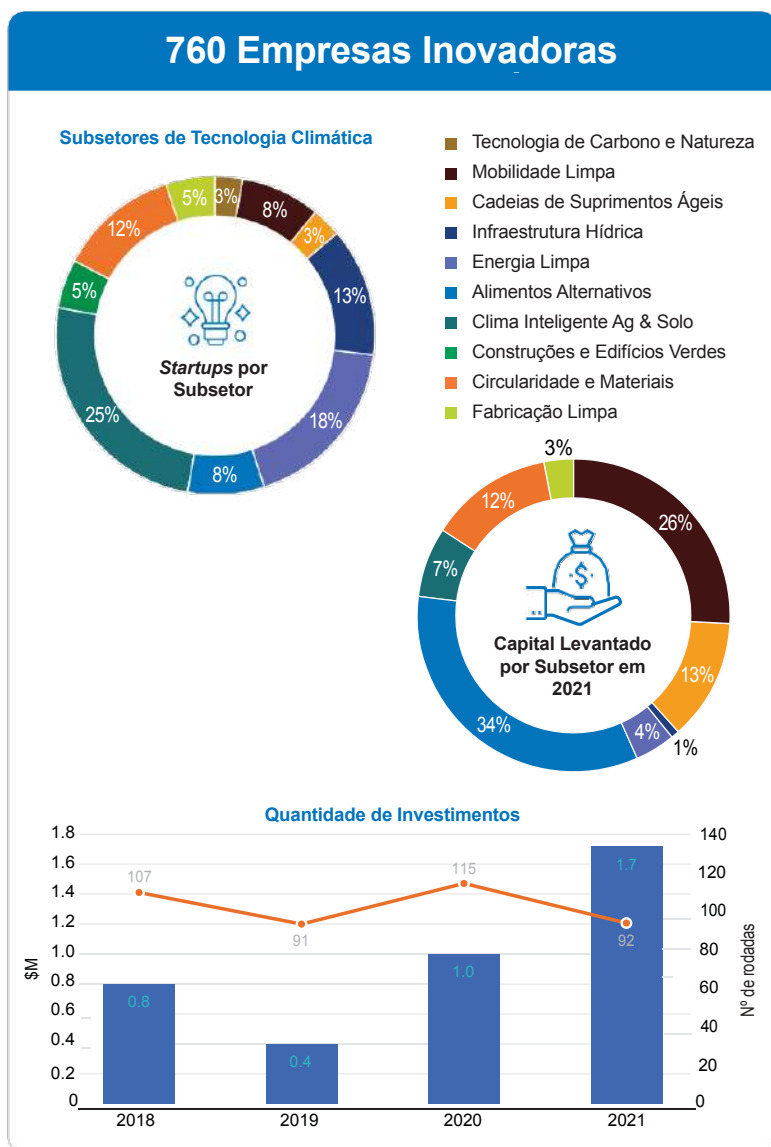 760 Empresas Inovadoras
Subsetores de Tecnologia Climática
5%
3%
8%
3%
13%
18%
8%
25%
5%
12%
Startups por
Subsetor
Tecnologia de Carbono e Natureza
Mobilidade Limpa
Cadeias de Suprimentos Ágeis
Infraestrutura Hídrica
Energia Limpa
Alimentos Alternativos
Clima Inteligente Ag & Solo
Construções e Edifícios Verdes
Circularidade e Materiais
Fabricação Limpa
3%
26%
13%
1%
4%
34%
7%
12%
$
Capital Levantado
por Subsetor em
2021
Quantidade de Investimentos
1.8
1.6
1.4
1.2
1.0
0.8
0.6
0.4
0.2
0
$M
107
91
115
92
0.8
0.4
1.0
1.7
140
120
100
80
60
40
20
0
Nº de rodadas
2018
2019
2020
2021